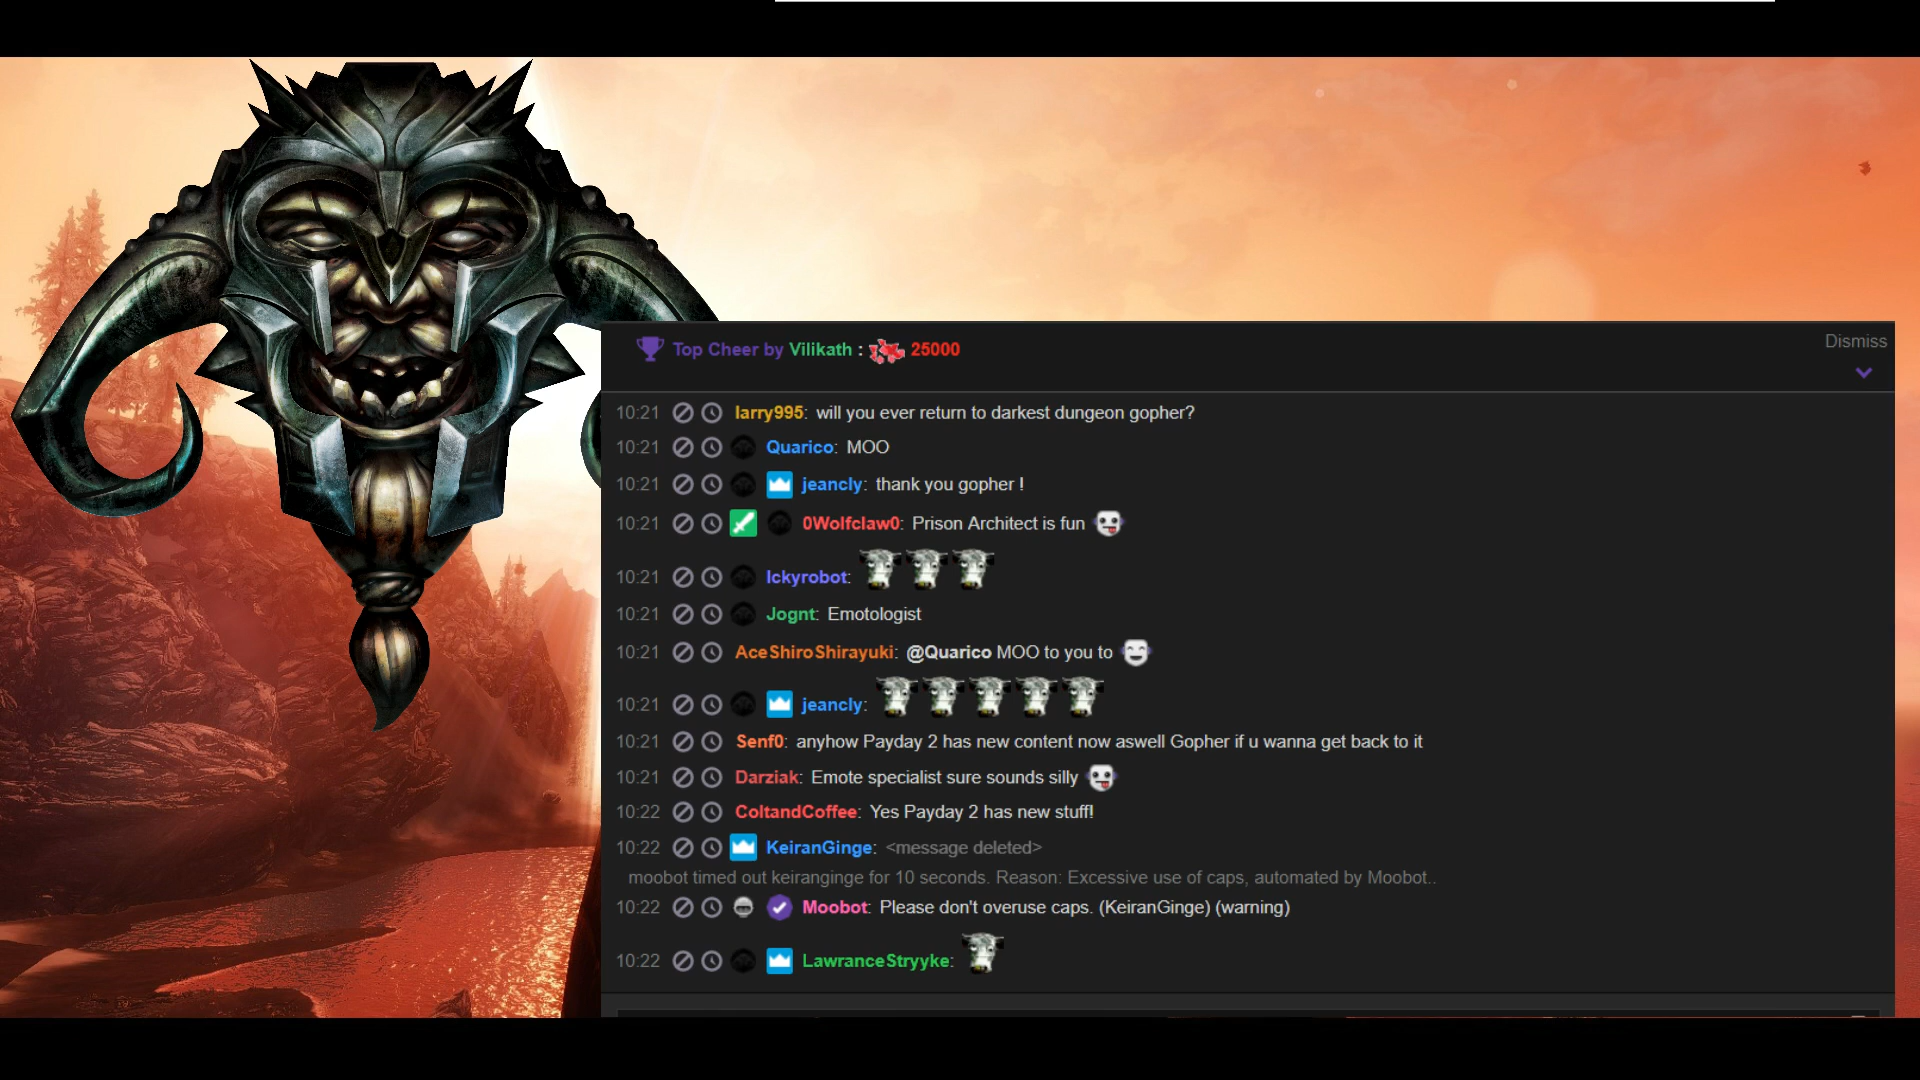 Top Cheer by Vilikath : 25000
Dismiss
10:21 larry995: will you ever return to darkest dungeon gopher?
10:21 Quarico: MOO
10:21 jeancly: thank you gopher !
10:21 0Wolfclaw0: Prison Architect is fun
10:21 Ickyrobot:
10:21 Jognt: Emotologist
10:21 AceShiroShirayuki: @Quarico MOO to you to
10:21 jeancly:
10:21 Senf0: anyhow Payday 2 has new content now aswell Gopher if u wanna get back to it
10:21 Darziak: Emote specialist sure sounds silly
10:22 ColtandCoffee: Yes Payday 2 has new stuff!
10:22 KeiranGinge: <message deleted>
moobot timed out keiranginge for 10 seconds. Reason: Excessive use of caps, automated by Moobot..
10:22 Moobot: Please don't overuse caps. (KeiranGinge) (warning)
10:22 LawranceStryyke: